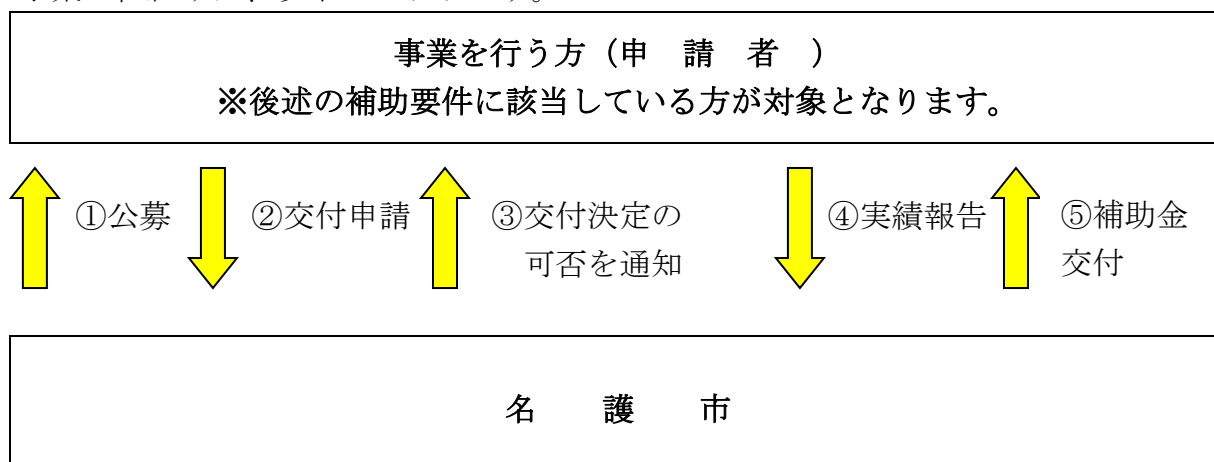 事業を行う方（申　請　者　）
※後述の補助要件に該当している方が対象となります。
①公募
②交付申請
③交付決定の
可否を通知
④実績報告
⑤補助金
交付
名　護　市